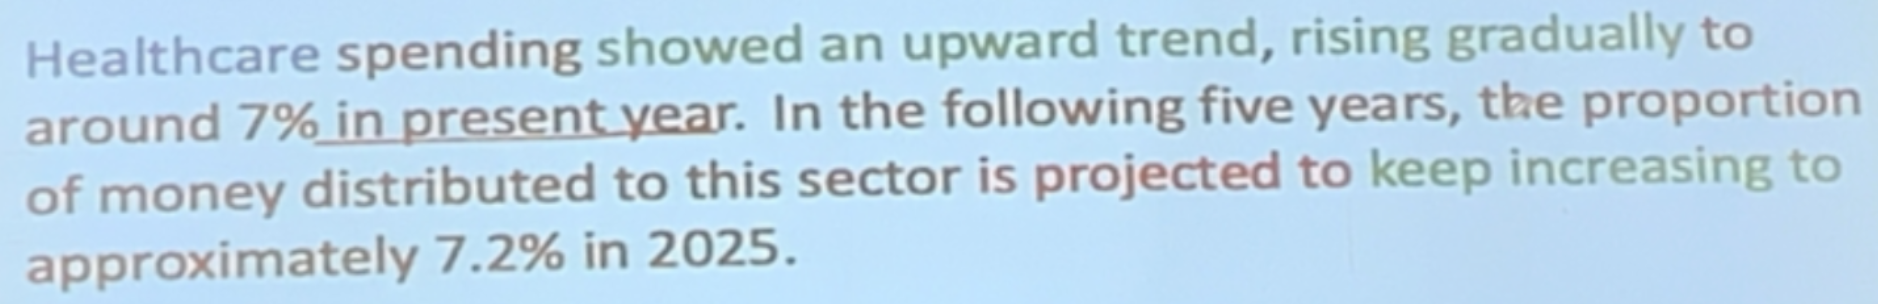 Healthcare spending showed an upward trend, rising gradually to
around 7% in present year. In the following five years, the proportion
of money distributed to this sector is projected to keep increasing to
approximately 7.2% in 2025.